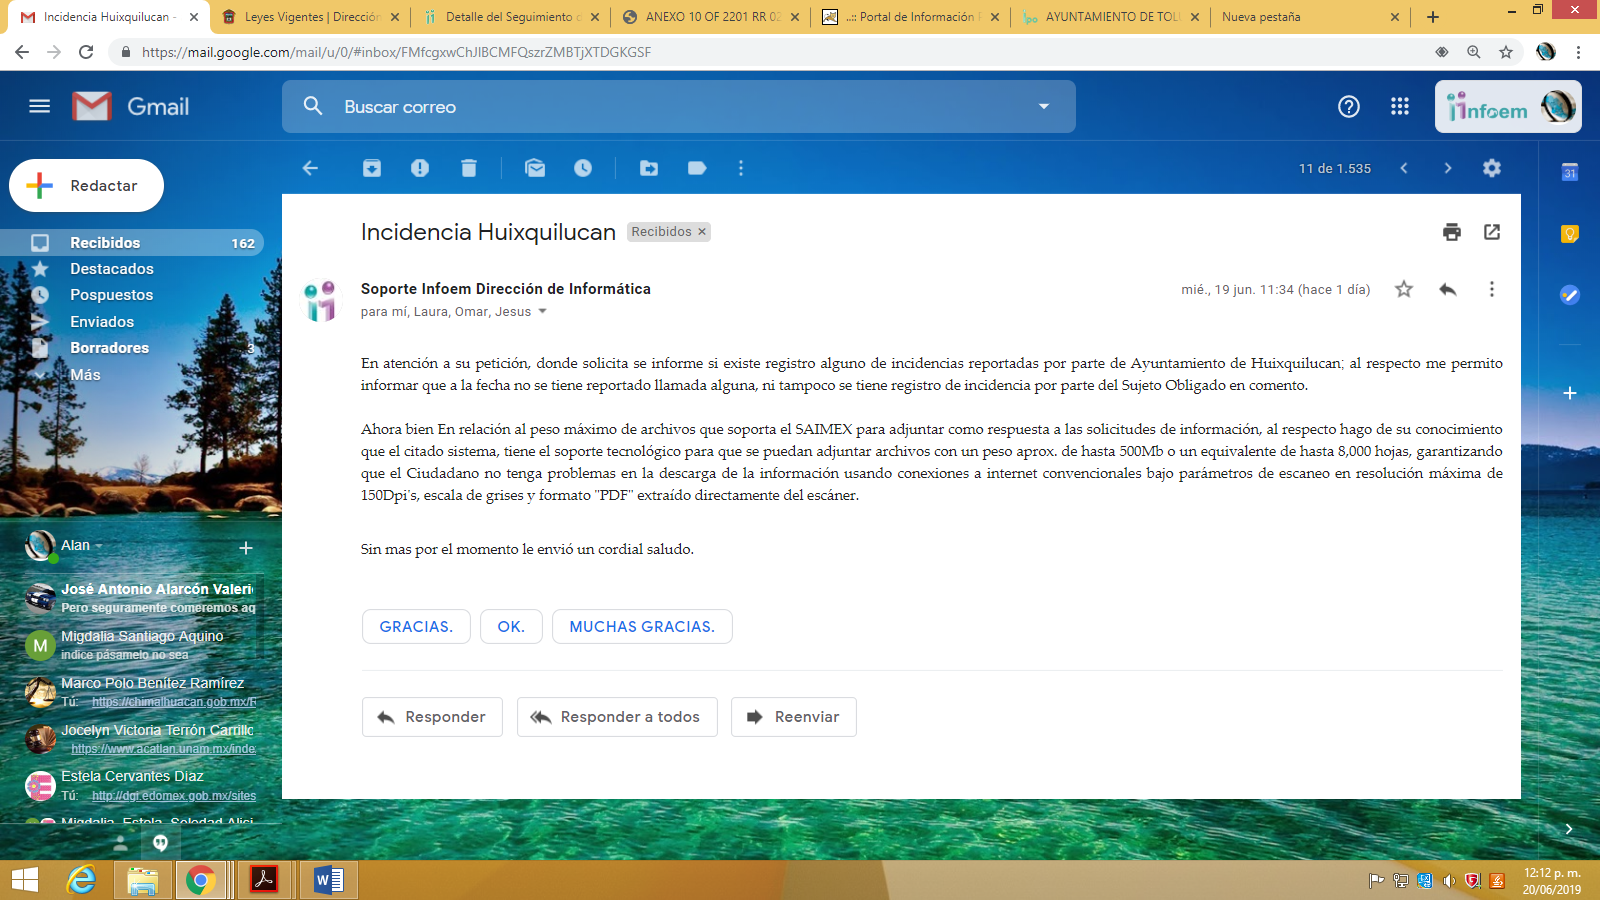 Incidencia Huixquilucan -
Leyes Vigentes | Dirección
Detalle del Seguimiento d
ANEXO 10 OF 2201 RR 02
..:: Portal de Información
AYUNTAMIENTO DE TOLU
Nueva pestaña
https://mail.google.com/mail/u/0/#inbox/FMfcgxwChJlBCMFQszrZMBTjXTDGKGSF
Gmail
Buscar correo
infoem
Redactar
11 de 1.535
31
Recibidos 162
Destacados
Pospuestos
Enviados
Borradores 3
Más
Incidencia Huixquilucan Recibidos ×
Soporte Infoem Dirección de Informática
mié., 19 jun. 11:34 (hace 1 día)
para mí, Laura, Omar, Jesus
En atención a su petición, donde solicita se informe si existe registro alguno de incidencias reportadas por parte de Ayuntamiento de Huixquilucan; al respecto me permito
informar que a la fecha no se tiene reportado llamada alguna, ni tampoco se tiene registro de incidencia por parte del Sujeto Obligado en comento.
Ahora bien En relación al peso máximo de archivos que soporta el SAIMEX para adjuntar como respuesta a las solicitudes de información, al respecto hago de su conocimiento
que el citado sistema, tiene el soporte tecnológico para que se puedan adjuntar archivos con un peso aprox. de hasta 500Mb o un equivalente de hasta 8,000 hojas, garantizando
que el Ciudadano no tenga problemas en la descarga de la información usando conexiones a internet convencionales bajo parámetros de escaneo en resolución máxima de
150Dpi's, escala de grises y formato "PDF" extraído directamente del escáner.
Sin mas por el momento le envió un cordial saludo.
GRACIAS.
OK.
MUCHAS GRACIAS.
Responder
Responder a todos
Reenviar
Alan
José Antonio Alarcón Valeri
Pero seguramente comeremos aq
M
Migdalia Santiago Aquino
indice pásamelo no sea
Marco Polo Benítez Ramírez
Tú: https://chimalhuacan.gob.mx/F
Jocelyn Victoria Terrón Carrillo
https://www.acatlan.unam.mx/inde
Estela Cervantes Díaz
Tú: http://dgi.edomex.gob.mx/sites
Migdalia, Estela, Soledad Alici
12:12 p. m.
20/06/2019